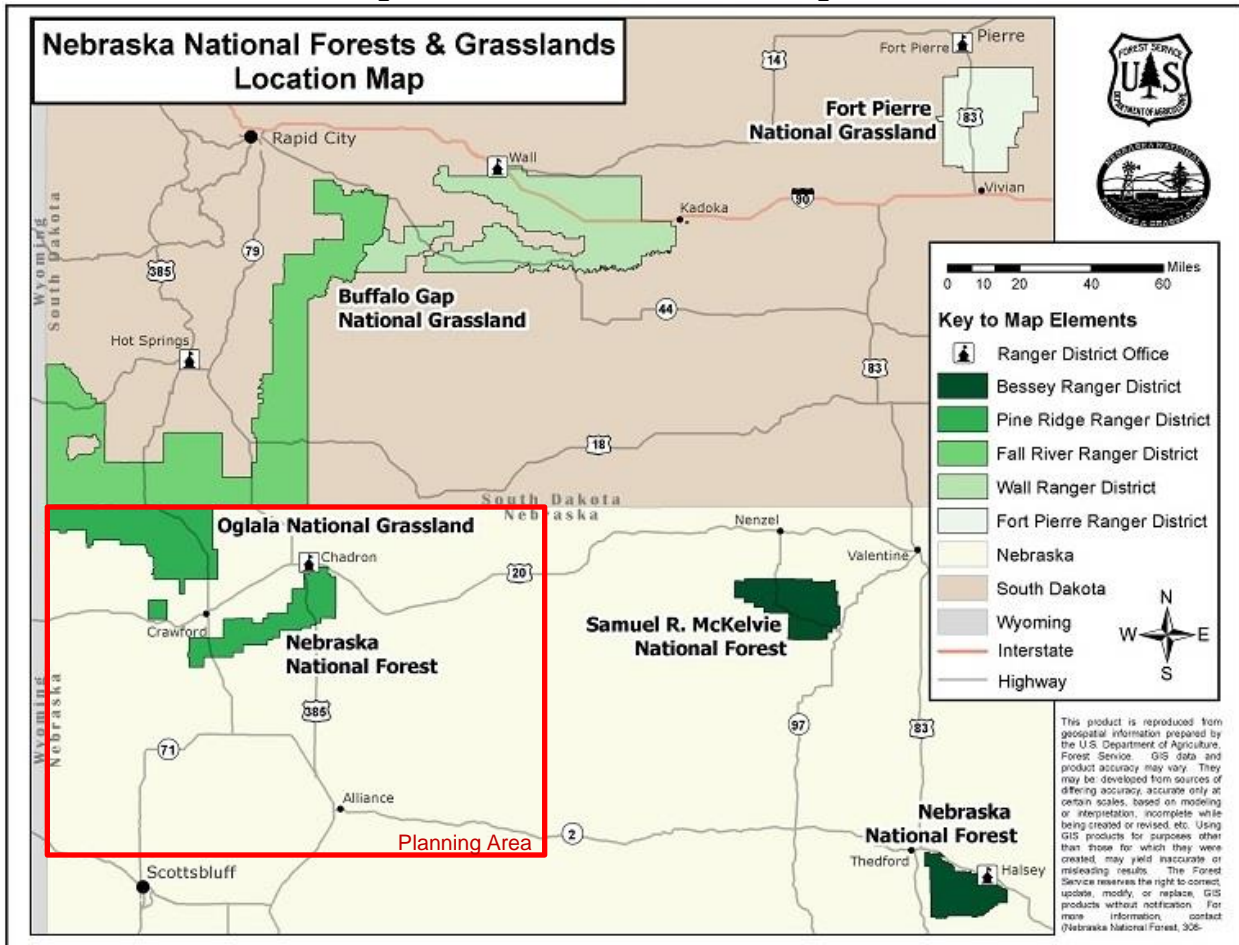 Nebraska National Forests & Grasslands
Location Map
14
Fort Pierre
Pierre
FOREST SERVICE
U S
DEPARTMENT OF AGRICULTURE
Fort Pierre
National Grassland
83
Rapid City
Wall
NEBRASKA NATIONAL
FORESTS & GRASSLANDS
Vivian
90
Kadoka
Wyoming
South Dakota
79
385
Buffalo Gap
National Grassland
44
Hot Springs
83
18
Miles
0 10 20 40 60
Key to Map Elements
Ranger District Office
Bessey Ranger District
Pine Ridge Ranger District
Fall River Ranger District
Wall Ranger District
Fort Pierre Ranger District
Nebraska
South Dakota
Wyoming
Interstate
Highway
N
W E
S
South Dakota
Nebraska
Oglala National Grassland
Chadron
Nenzel
Valentine
20
Crawford
Nebraska
National Forest
Samuel R. McKelvie
National Forest
Wyoming
Nebraska
385
71
97
83
Alliance
Planning Area
2
Scottsbluff
Nebraska
National Forest
Thedford
Halsey
This product is reproduced from
geospatial information prepared by
the U.S. Department of Agriculture,
Forest Service. GIS data and
product accuracy may vary. They
may be: developed from sources of
differing accuracy, accurate only at
certain scales, based on modeling
or interpretation, incomplete while
being created or revised, etc. Using
GIS products for purposes other
than those for which they were
created, may yield inaccurate or
misleading results. The Forest
Service reserves the right to correct,
update, modify, or replace, GIS
products without notification. For
more information, contact
(Nebraska National Forest, 308-